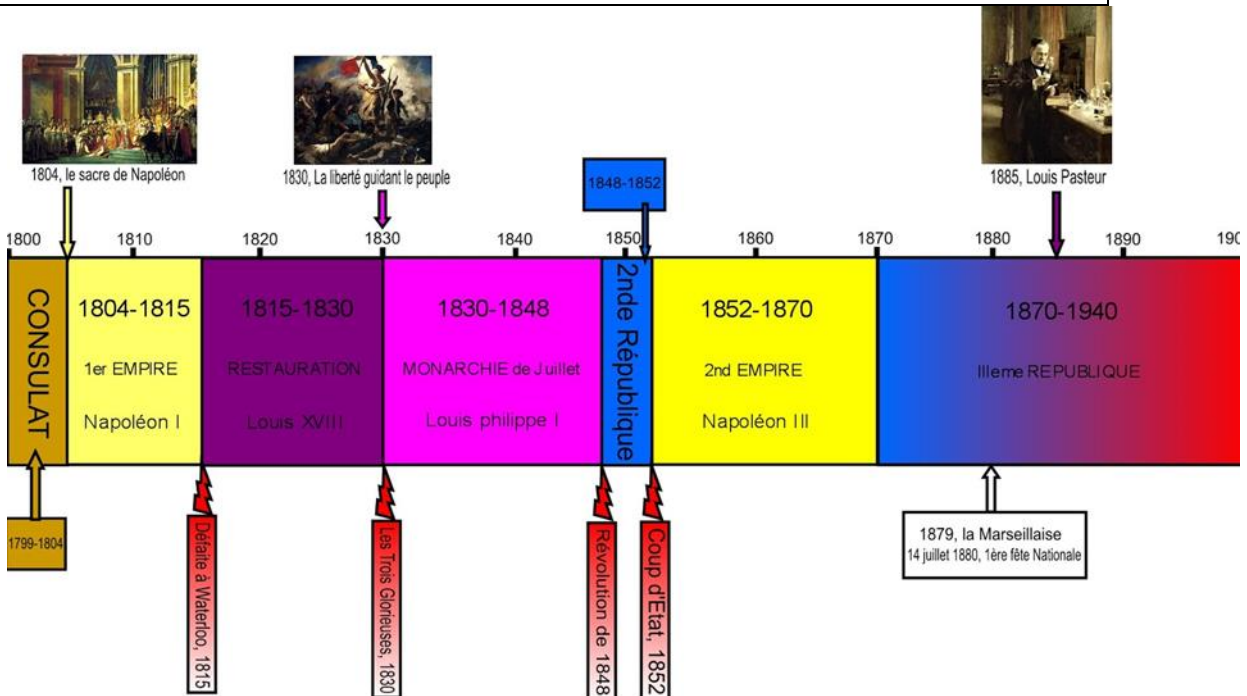 1804, le sacre de Napoléon
1830, La liberté guidant le peuple
1848-1852
1885, Louis Pasteur
1800
1810
1820
1830
1840
1850
1860
1870
1880
1890
190
CONSULAT
1804-1815
1er EMPIRE
Napoléon I
1815-1830
RESTAURATION
Louis XVIII
1830-1848
MONARCHIE de Juillet
Louis philippe I
2nde République
1852-1870
2nd EMPIRE
Napoléon III
1870-1940
IIIeme REPUBLIQUE
1799-1804
Défaite à Waterloo, 1815
Les Trois Glorieuses, 1830
Révolution de 1848
Coup d'Etat, 1852
1879, la Marseillaise
14 juillet 1880, 1ère fête Nationale